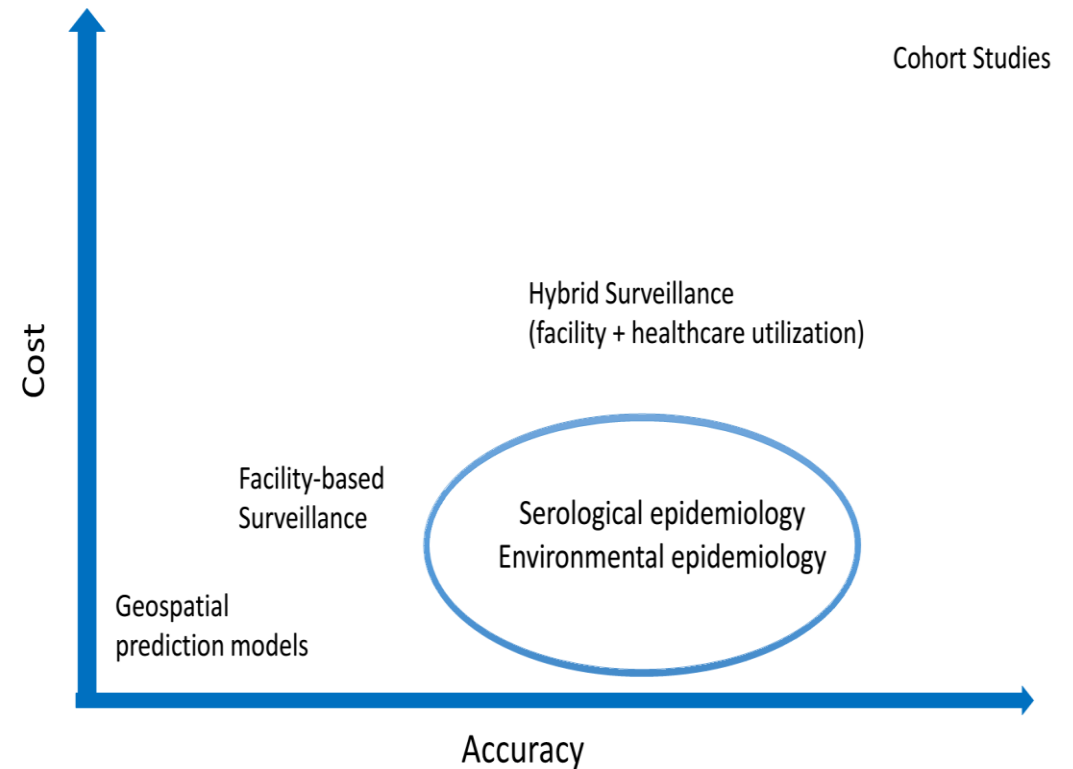 Cohort Studies
Hybrid Surveillance
(facility + healthcare utilization)
Cost
Facility-based
Surveillance
Serological epidemiology
Environmental epidemiology
Geospatial
prediction models
Accuracy